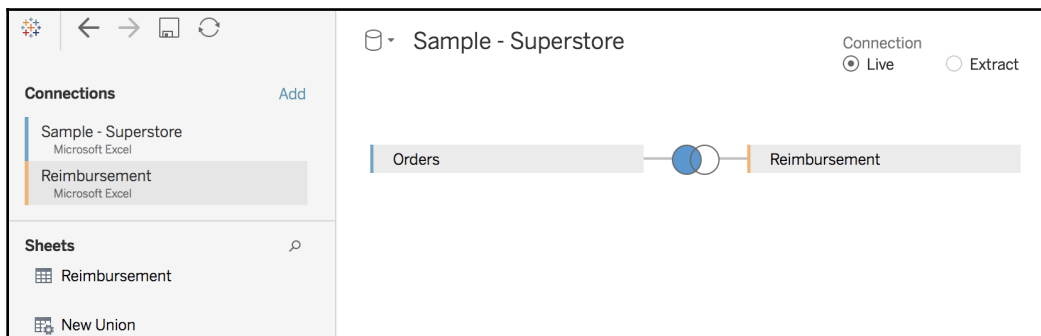 Sample - Superstore
Connection
Live
Extract
Connections
Add
Sample - Superstore
Microsoft Excel
Reimbursement
Microsoft Excel
Orders
Reimbursement
Sheets
Reimbursement
New Union